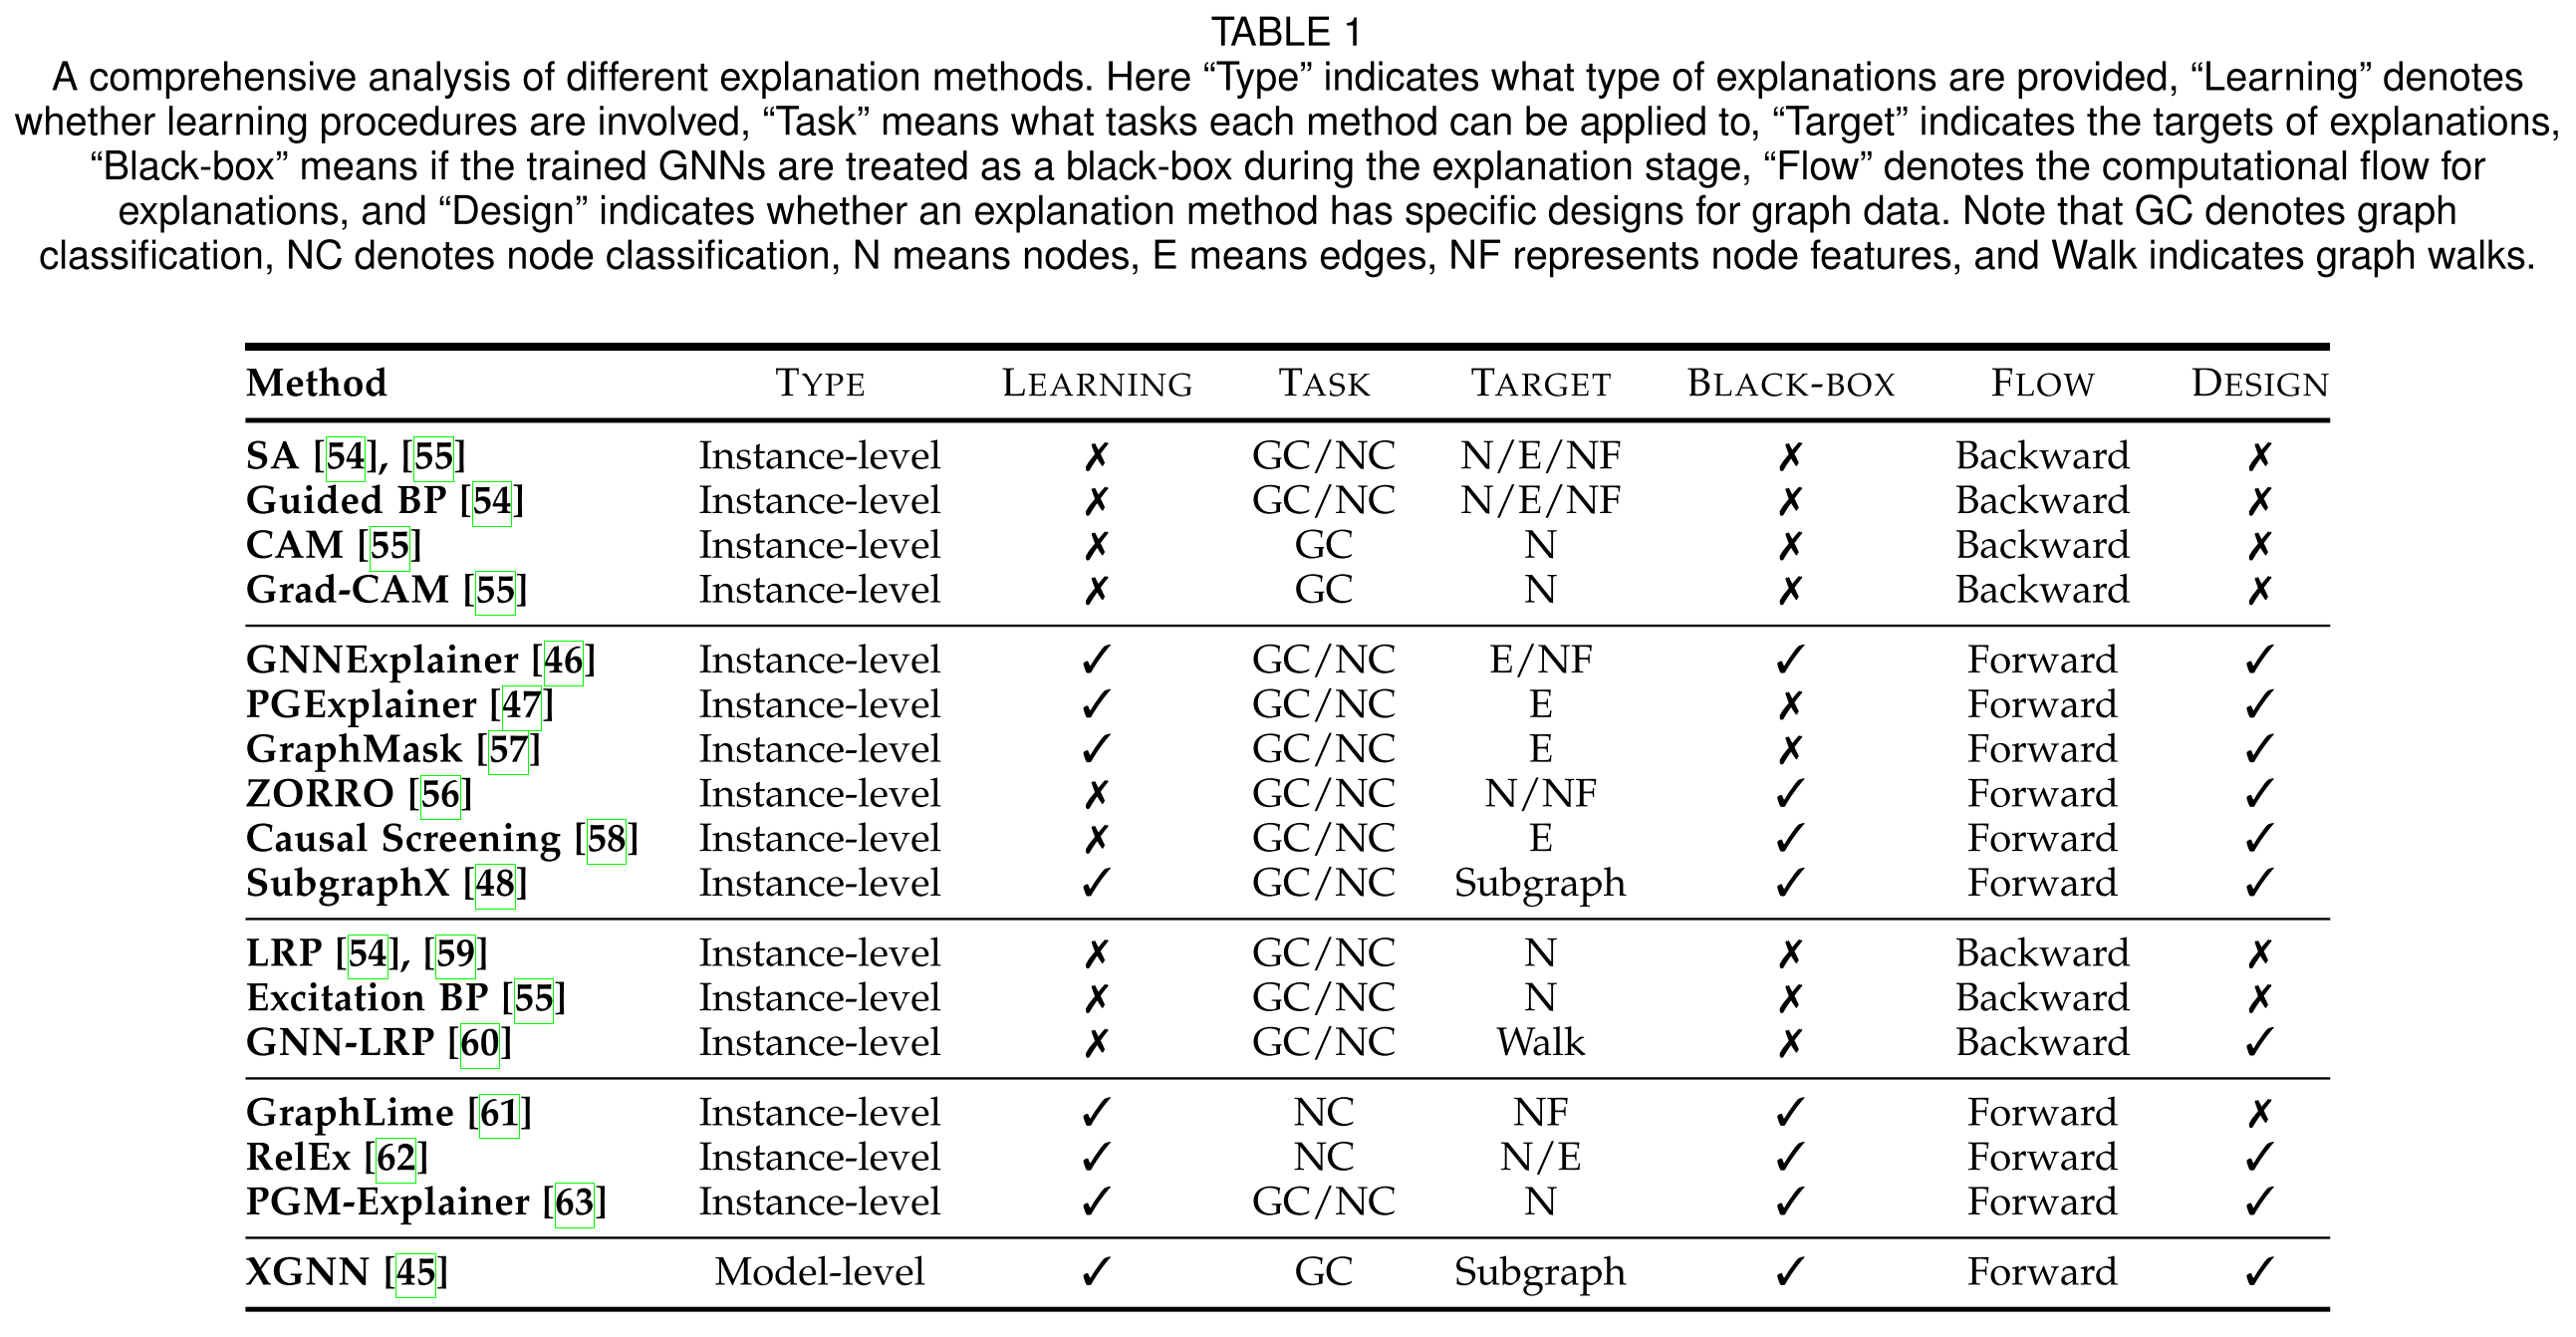 TABLE 1
A comprehensive analysis of different explanation methods. Here “Type” indicates what type of explanations are provided, “Learning” denotes
whether learning procedures are involved, “Task” means what tasks each method can be applied to, “Target” indicates the targets of explanations,
“Black-box” means if the trained GNNs are treated as a black-box during the explanation stage, “Flow” denotes the computational flow for
explanations, and “Design” indicates whether an explanation method has specific designs for graph data. Note that GC denotes graph
classification, NC denotes node classification, N means nodes, E means edges, NF represents node features, and Walk indicates graph walks.
Method TYPE LEARNING TASK TARGET BLACK-BOX FLOW DESIGN
SA [54], [55] Instance-level ✗ GC/NC N/E/NF ✗ Backward ✗
Guided BP [54] Instance-level ✗ GC/NC N/E/NF ✗ Backward ✗
CAM [55] Instance-level ✗ GC N ✗ Backward ✗
Grad-CAM [55] Instance-level ✗ GC N ✗ Backward ✗
GNNExplainer [46] Instance-level ✓ GC/NC E/NF ✓ Forward ✓
PGExplainer [47] Instance-level ✓ GC/NC E ✗ Forward ✓
GraphMask [57] Instance-level ✓ GC/NC E ✗ Forward ✓
ZORRO [56] Instance-level ✗ GC/NC N/NF ✓ Forward ✓
Causal Screening [58] Instance-level ✗ GC/NC E ✓ Forward ✓
SubgraphX [48] Instance-level ✓ GC/NC Subgraph ✓ Forward ✓
LRP [54], [59] Instance-level ✗ GC/NC N ✗ Backward ✗
Excitation BP [55] Instance-level ✗ GC/NC N ✗ Backward ✗
GNN-LRP [60] Instance-level ✗ GC/NC Walk ✗ Backward ✓
GraphLime [61] Instance-level ✓ NC NF ✓ Forward ✗
RelEx [62] Instance-level ✓ NC N/E ✓ Forward ✓
PGM-Explainer [63] Instance-level ✓ GC/NC N ✓ Forward ✓
XGNN [45] Model-level ✓ GC Subgraph ✓ Forward ✓